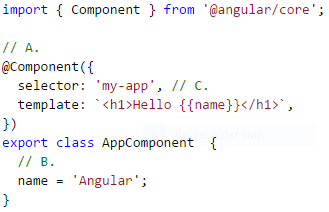 import { Component } from '@angular/core';
// A.
@Component({
selector: 'my-app', // C.
template: `<h1>Hello {{name}}</h1>`,
})
export class AppComponent  {
// B.
name = 'Angular';
}